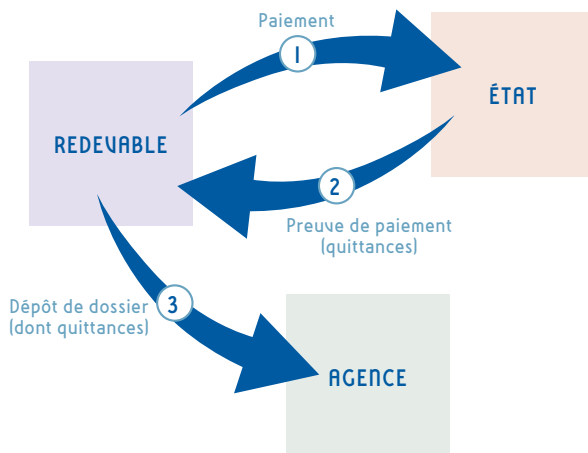 Paiement
1
ÉTAT
REDEVABLE
2
Preuve de paiement
(quittances)
Dépôt de dossier
(dont quittances)
3
AGENCE